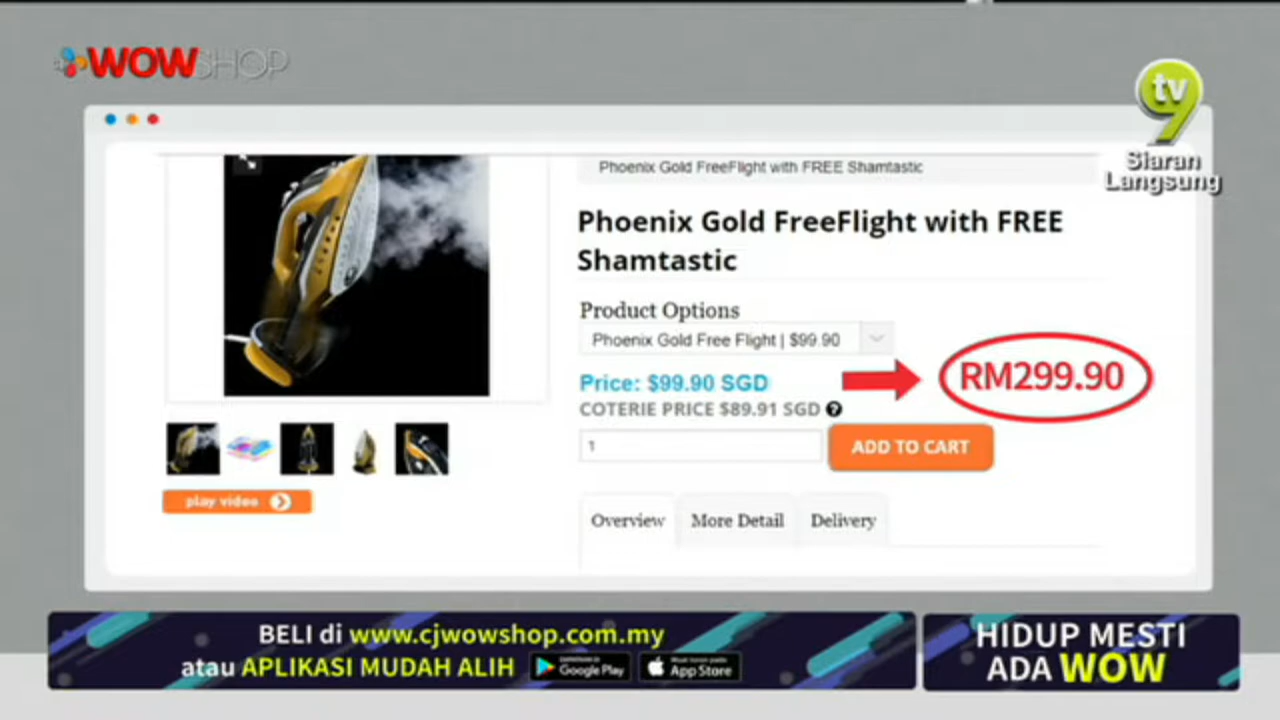 WOWSHOP
tv
9
Siaran
Langsung
Phoenix Gold FreeFlight with FREE Shamtastic
Phoenix Gold FreeFlight with FREE
Shamtastic
Product Options
Phoenix Gold Free Flight | $99.90
Price: $99.90 SGD
RM299.90
COTERIE PRICE $89.91 SGD ?
1
ADD TO CART
play video
Overview
More Detail
Delivery
BELI di www.cjwowshop.com.my
atau APLIKASI MUDAH ALIH
Google Play
App Store
HIDUP MESTI
ADA WOW